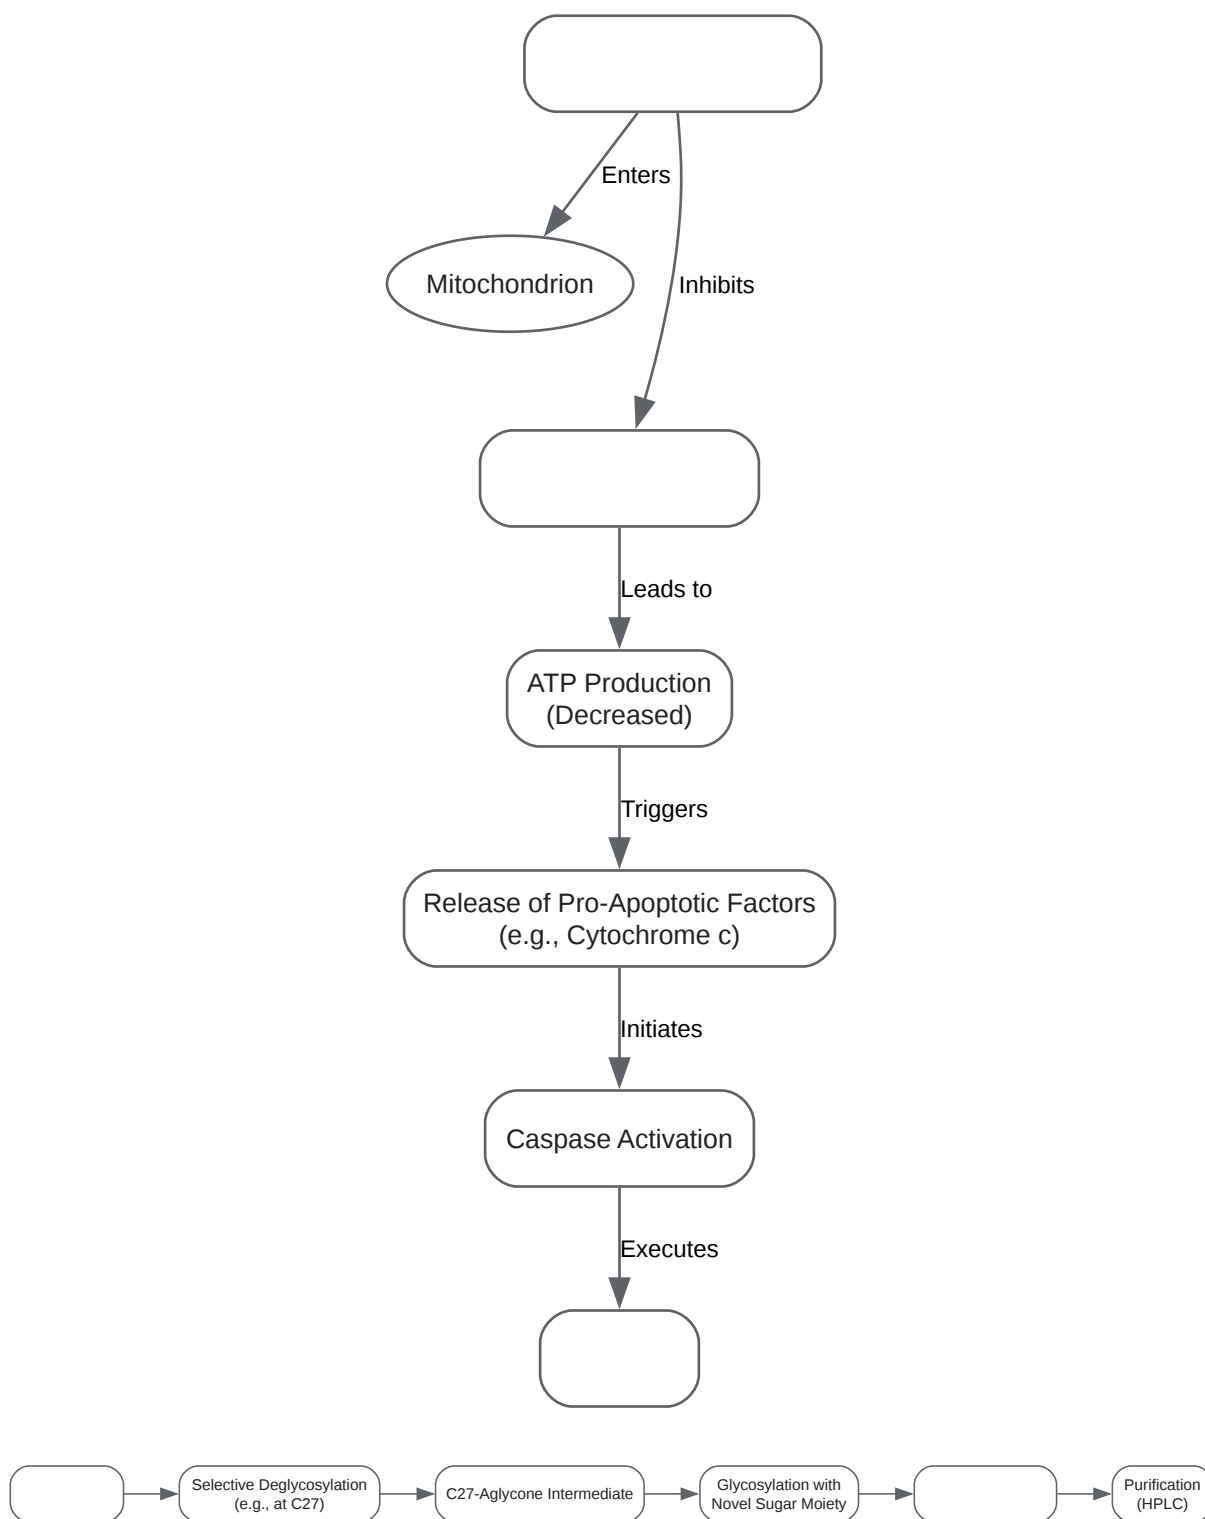 Enters
Mitochondrion
Inhibits
Leads to
ATP Production
(Decreased)
Triggers
Release of Pro-Apoptotic Factors
(e.g., Cytochrome c)
Initiates
Caspase Activation
Executes
Selective Deglycosylation
(e.g., at C27)
C27-Aglycone Intermediate
Glycosylation with
Novel Sugar Moiety
Purification
(HPLC)